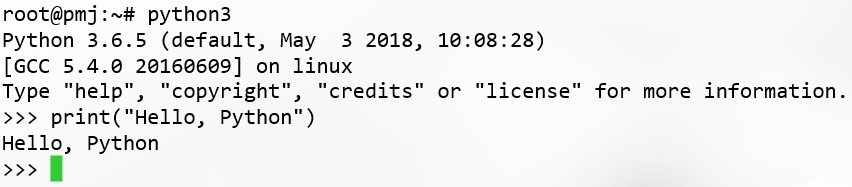 root@pmj:~# python3
Python 3.6.5 (default, May  3 2018, 10:08:28)
[GCC 5.4.0 20160609] on linux
Type "help", "copyright", "credits" or "license" for more information.
>>> print("Hello, Python")
Hello, Python
>>>